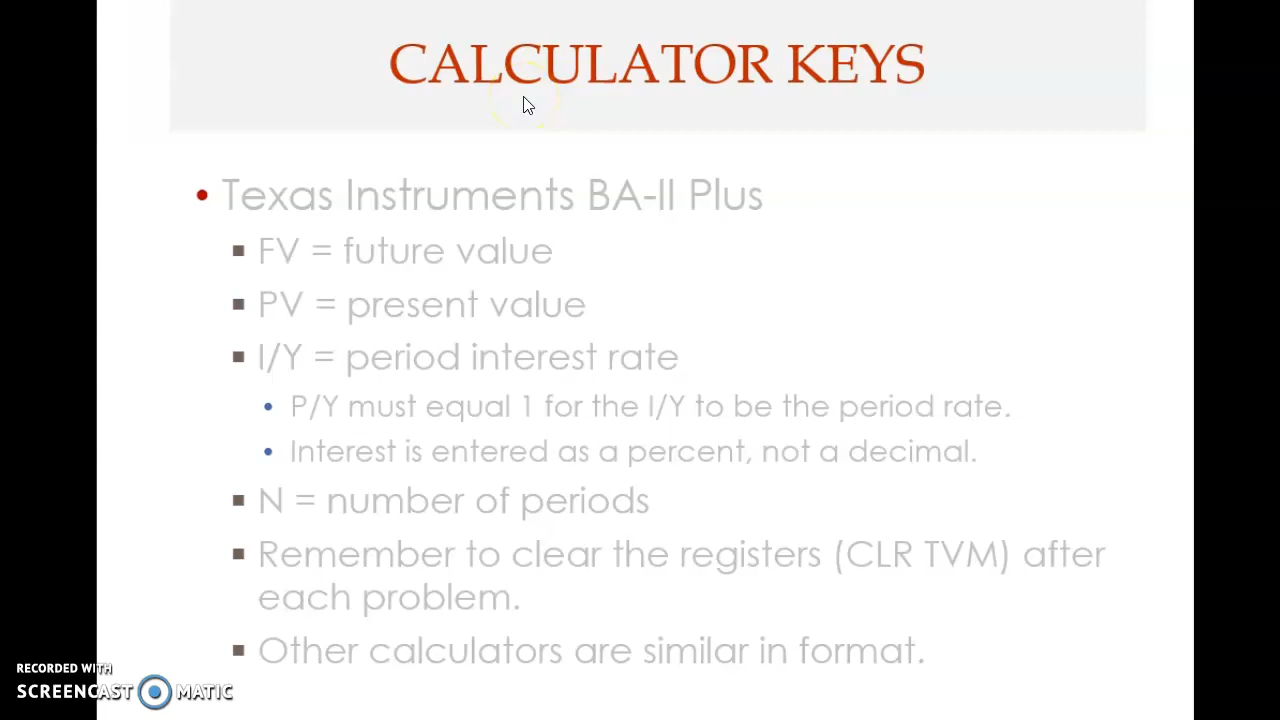 CALCULATOR KEYS
• Texas Instruments BA-II Plus
▪ FV = future value
▪ PV = present value
▪ I/Y = period interest rate
• P/Y must equal 1 for the I/Y to be the period rate.
• Interest is entered as a percent, not a decimal.
▪ N = number of periods
▪ Remember to clear the registers (CLR TVM) after
each problem.
▪ Other calculators are similar in format.
RECORDED WITH
SCREENCAST MATIC